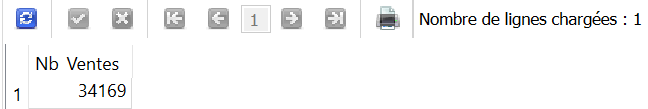 1
Nombre de lignes chargées : 1
Nb Ventes
1 34169